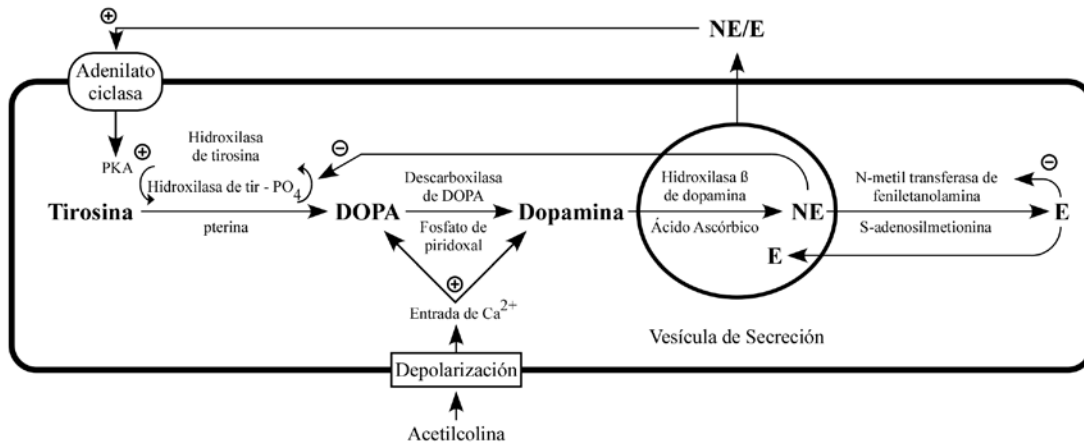 NE/E
Adenilato
ciclasa
PKA
Hidroxilasa
de tirosina
Hidroxilasa de tir - PO4
Tirosina
pterina
DOPA
Descarboxilasa
de DOPA
Fosfato de
piridoxal
Dopamina
Hidroxilasa ß
de dopamina
Ácido Ascórbico
NE
N-metil transferasa de
feniletanolamina
S-adenosilmetionina
E
E
Entrada de Ca2+
Vesícula de Secreción
Depolarización
Acetilcolina